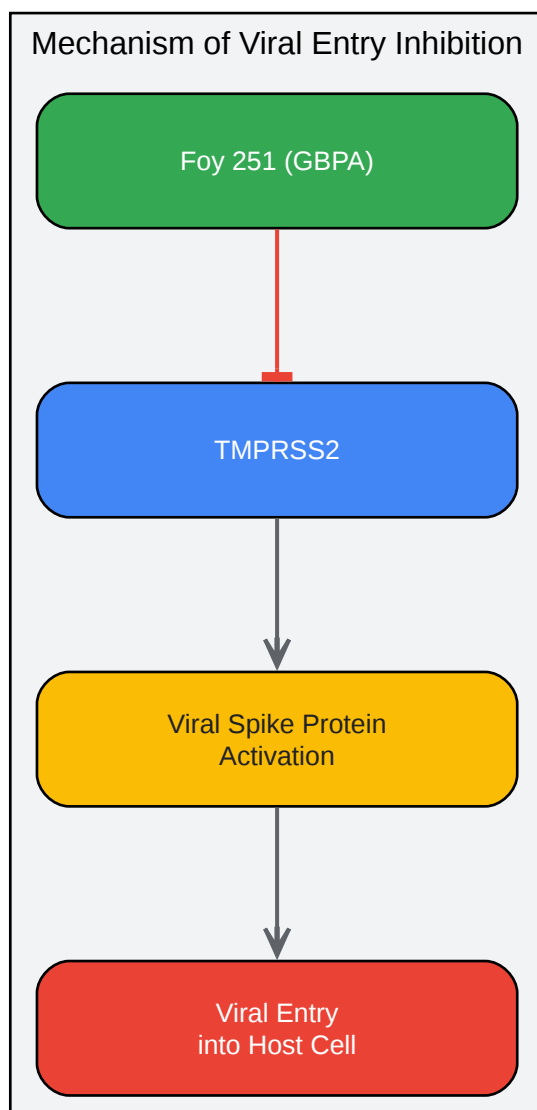 Mechanism of Viral Entry Inhibition
Foy 251 (GBPA)
TMPRSS2
Viral Spike Protein
Activation
Viral Entry
into Host Cell